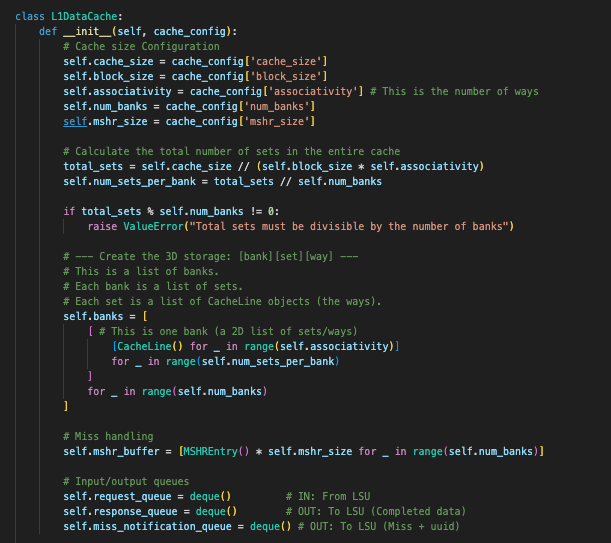 class L1DataCache:
    def __init__(self, cache_config):
        # Cache size Configuration
        self.cache_size = cache_config['cache_size']
        self.block_size = cache_config['block_size']
        self.associativity = cache_config['associativity'] # This is the number of ways
        self.num_banks = cache_config['num_banks']
        self.mshr_size = cache_config['mshr_size']

        # Calculate the total number of sets in the entire cache
        total_sets = self.cache_size // (self.block_size * self.associativity)
        self.num_sets_per_bank = total_sets // self.num_banks

        if total_sets % self.num_banks != 0:
            raise ValueError("Total sets must be divisible by the number of banks")

        # --- Create the 3D storage: [bank][set][way] ---
        # This is a list of banks.
        # Each bank is a list of sets.
        # Each set is a list of CacheLine objects (the ways).
        self.banks = [
            [ # This is one bank (a 2D list of sets/ways)
                [CacheLine() for _ in range(self.associativity)]
                for _ in range(self.num_sets_per_bank)
            ]
            for _ in range(self.num_banks)
        ]

        # Miss handling
        self.mshr_buffer = [MSHREntry() * self.mshr_size for _ in range(self.num_banks)]

        # Input/output queues
        self.request_queue = deque()         # IN: From LSU
        self.response_queue = deque()        # OUT: To LSU (Completed data)
        self.miss_notification_queue = deque() # OUT: To LSU (Miss + uuid)